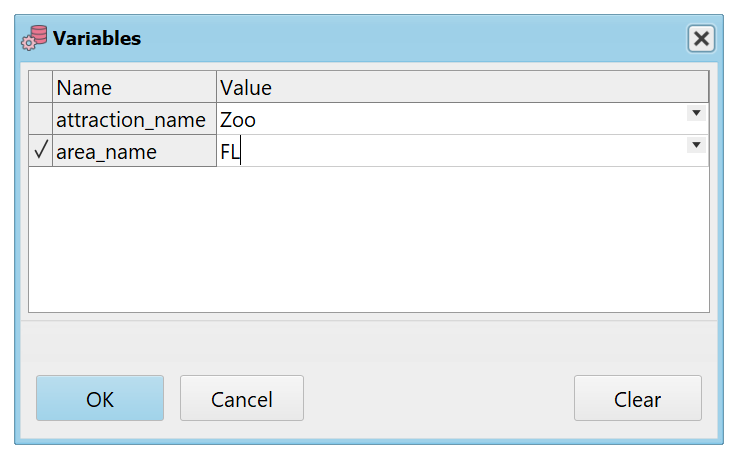 Variables
Name Value
attraction_name Zoo
area_name FL
OK Cancel Clear